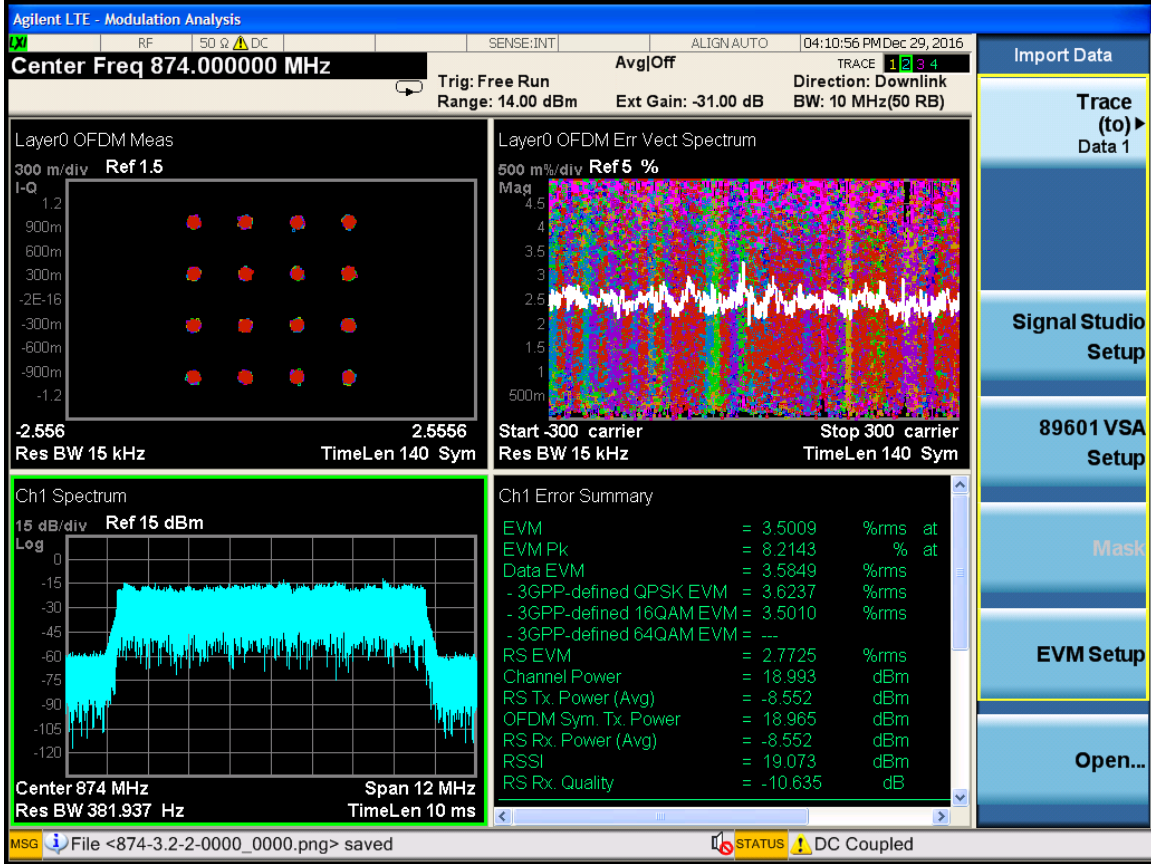 Agilent LTE - Modulation Analysis
LXI RF 50 Ω DC SENSE:INT ALIGN AUTO 04:10:56 PM Dec 29, 2016
Center Freq 874.000000 MHz
Avg|Off
TRACE 1 2 3 4
Trig: Free Run
Direction: Downlink
Range: 14.00 dBm Ext Gain: -31.00 dB BW: 10 MHz(50 RB)
Layer0 OFDM Meas
300 m/div Ref 1.5
I-Q
1.2
900m
600m
300m
-2E-16
-300m
-600m
-900m
-1.2
-2.556 2.5556
Res BW 15 kHz TimeLen 140 Sym
Layer0 OFDM Err Vect Spectrum
500 m%/div Ref 5 %
Mag
4.5
4
3.5
3
2.5
2
1.5
1
500m
Start -300 carrier Stop 300 carrier
Res BW 15 kHz TimeLen 140 Sym
Ch1 Spectrum
15 dB/div Ref 15 dBm
Log
0
-15
-30
-45
-60
-75
-90
-105
-120
Center 874 MHz Span 12 MHz
Res BW 381.937 Hz TimeLen 10 ms
Ch1 Error Summary
EVM = 3.5009 %rms at
EVM Pk = 8.2143 % at
Data EVM = 3.5849 %rms
- 3GPP-defined QPSK EVM = 3.6237 %rms
- 3GPP-defined 16QAM EVM = 3.5010 %rms
- 3GPP-defined 64QAM EVM = ---
RS EVM = 2.7725 %rms
Channel Power = 18.993 dBm
RS Tx. Power (Avg) = -8.552 dBm
OFDM Sym. Tx. Power = 18.965 dBm
RS Rx. Power (Avg) = -8.552 dBm
RSSI = 19.073 dBm
RS Rx. Quality = -10.635 dB
Import Data
Trace
(to)
Data 1
Signal Studio
Setup
89601 VSA
Setup
Mask
EVM Setup
Open...
MSG File <874-3.2-2-0000_0000.png> saved STATUS DC Coupled